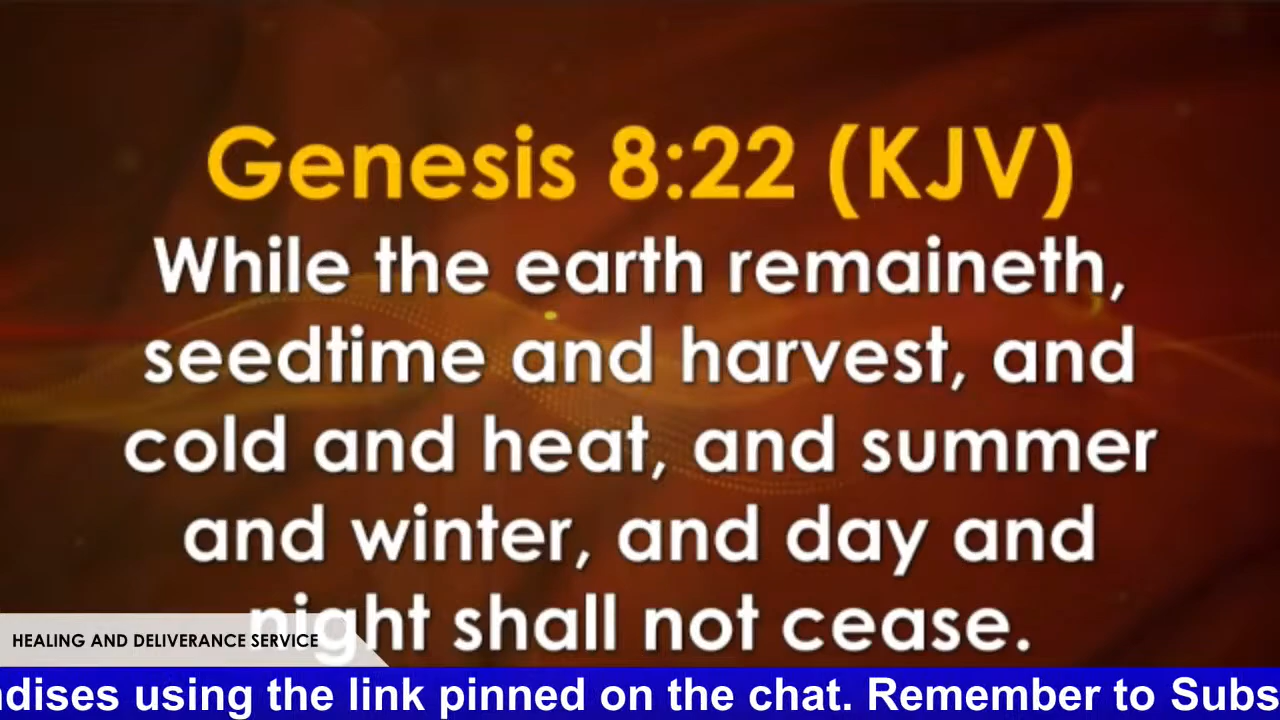 Genesis 8:22 (KJV)
While the earth remaineth,
seedtime and harvest, and
cold and heat, and summer
and winter, and day and
night shall not cease.
HEALING AND DELIVERANCE SERVICE
ndises using the link pinned on the chat. Remember to Subs